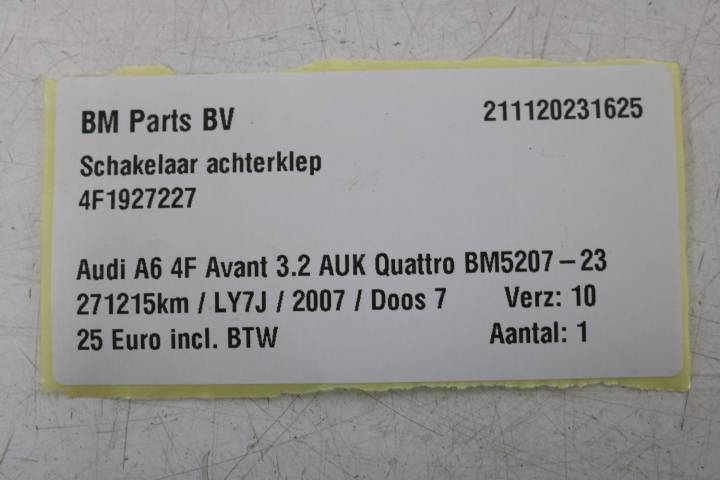 BM Parts BV 211120231625
Schakelaar achterklep
4F1927227
Audi A6 4F Avant 3.2 AUK Quattro BM5207-23
271215km / LY7J / 2007 / Doos 7 Verz: 10
25 Euro incl. BTW Aantal: 1